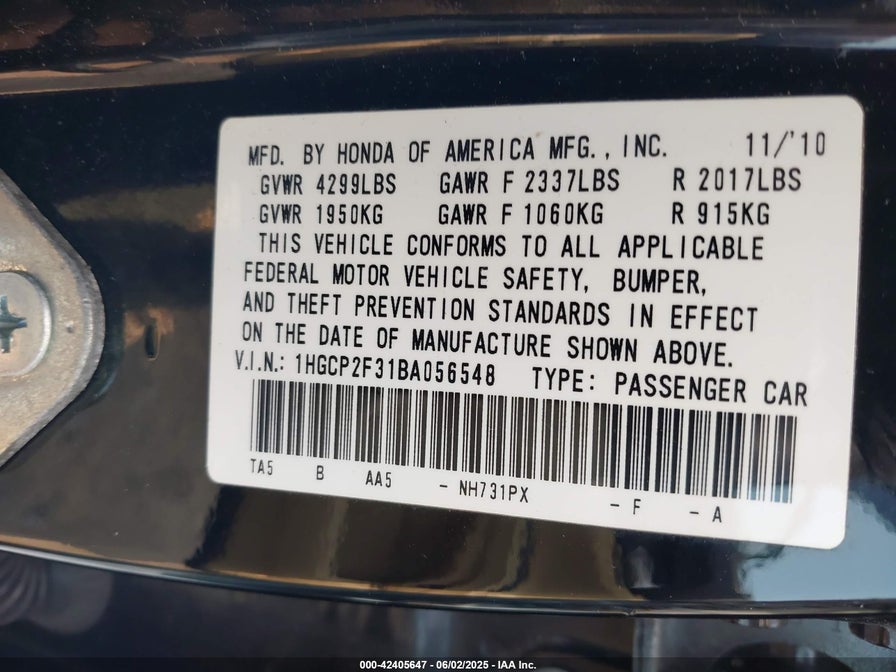 MFD. BY HONDA OF AMERICA MFG., INC. 11/'10
GVWR 4299LBS GAWR F 2337LBS R 2017LBS
GVWR 1950KG GAWR F 1060KG R 915KG
THIS VEHICLE CONFORMS TO ALL APPLICABLE
FEDERAL MOTOR VEHICLE SAFETY, BUMPER,
AND THEFT PREVENTION STANDARDS IN EFFECT
ON THE DATE OF MANUFACTURE SHOWN ABOVE.
V.I.N.: 1HGCP2F31BA056548 TYPE: PASSENGER CAR
TA5 B AA5 - NH731PX - F - A
000-42405647 - 06/02/2025 - IAA Inc.